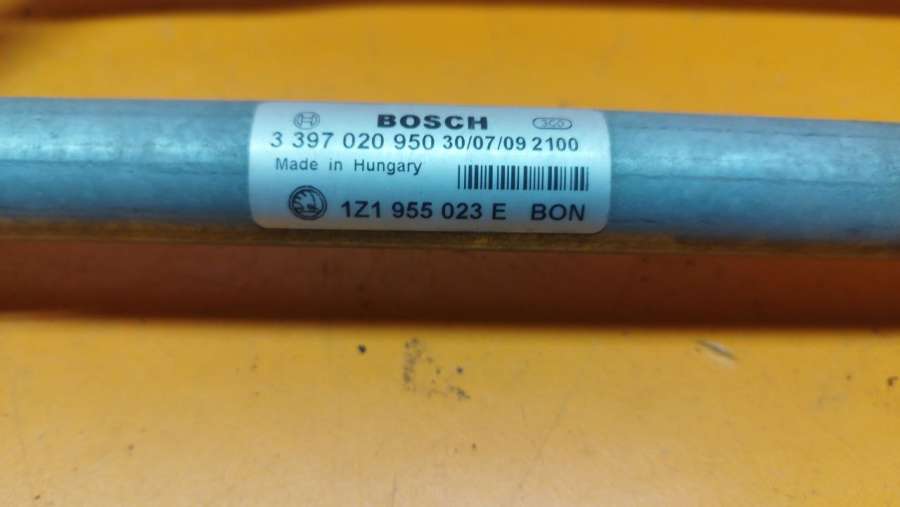 BOSCH
3 397 020 950 30/07/09 2100
Made in Hungary
1Z1 955 023 E BON